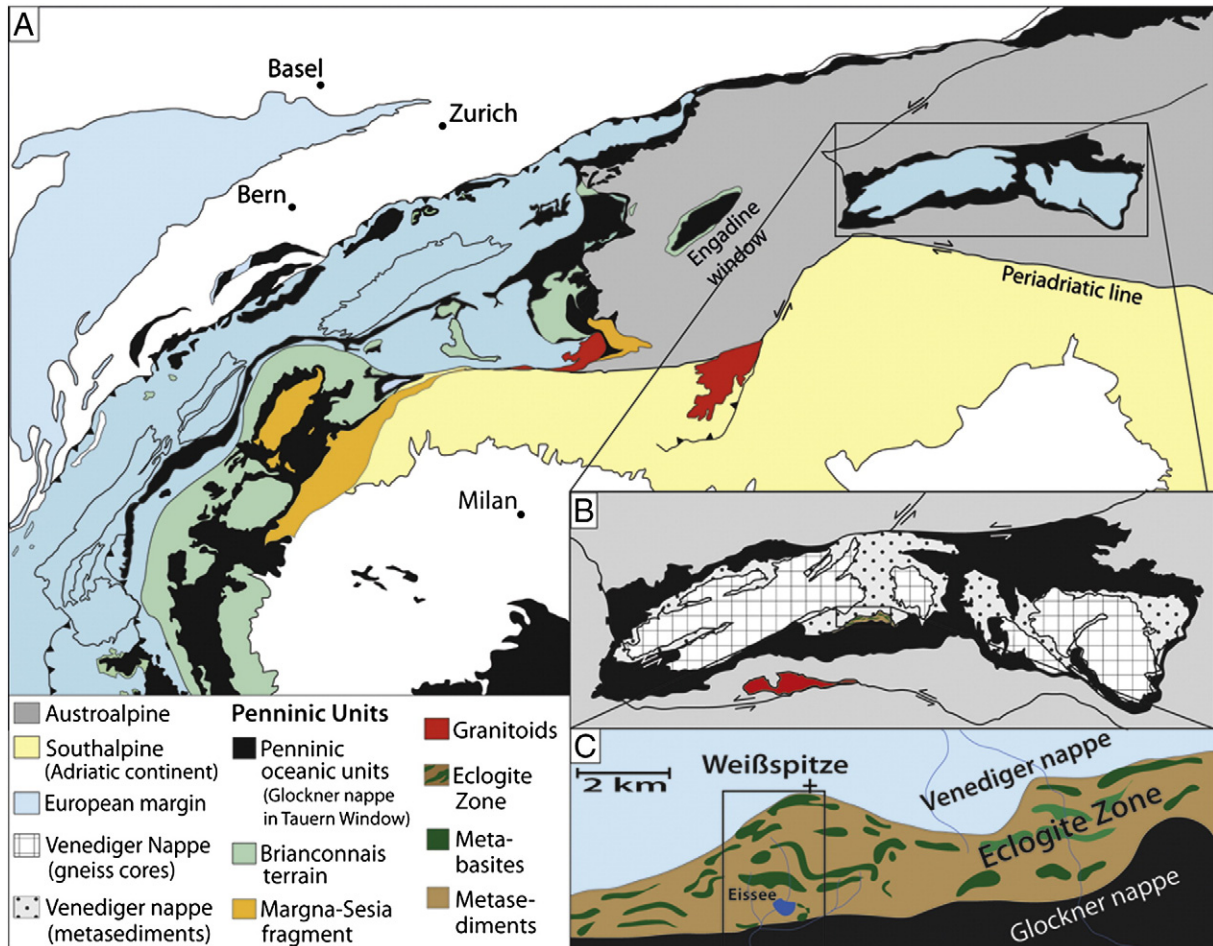 A
Basel
Zurich
Bern
Engadine
window
Periadriatic line
Milan
B
C
2 km
Weißspitze
Venediger nappe
Eclogite Zone
Eissee
Glockner nappe
Austroalpine
Southalpine
(Adriatic continent)
European margin
Venediger Nappe
(gneiss cores)
Venediger nappe
(metasediments)
Penninic Units
Penninic
oceanic units
(Glockner nappe
in Tauern Window)
Brianconnais
terrain
Margna-Sesia
fragment
Granitoids
Eclogite
Zone
Meta-
basites
Metase-
diments